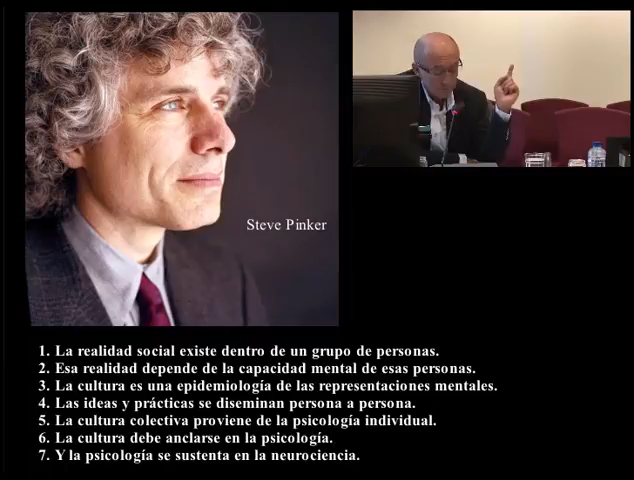 Steve Pinker
1. La realidad social existe dentro de un grupo de personas.
2. Esa realidad depende de la capacidad mental de esas personas.
3. La cultura es una epidemiología de las representaciones mentales.
4. Las ideas y prácticas se diseminan persona a persona.
5. La cultura colectiva proviene de la psicología individual.
6. La cultura debe anclarse en la psicología.
7. Y la psicología se sustenta en la neurociencia.